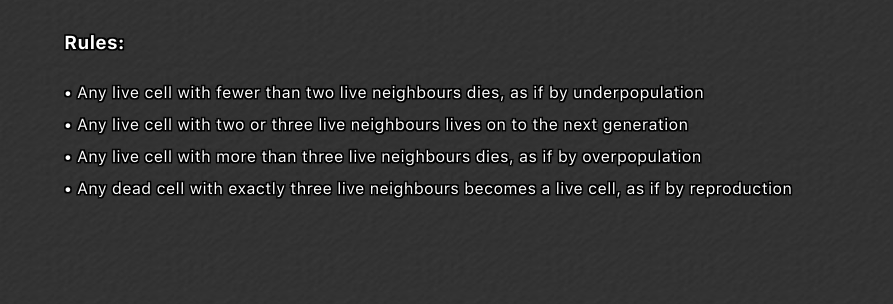 Rules:
• Any live cell with fewer than two live neighbours dies, as if by underpopulation
• Any live cell with two or three live neighbours lives on to the next generation
• Any live cell with more than three live neighbours dies, as if by overpopulation
• Any dead cell with exactly three live neighbours becomes a live cell, as if by reproduction